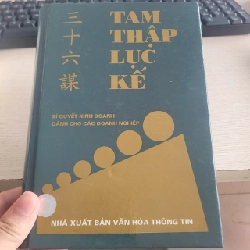 三十六謀
TAM
THẬP
LỤC
KẾ
BÍ QUYẾT KINH DOANH
DÀNH CHO CÁC DOANH NGHIỆP
NHÀ XUẤT BẢN VĂN HÓA THÔNG TIN